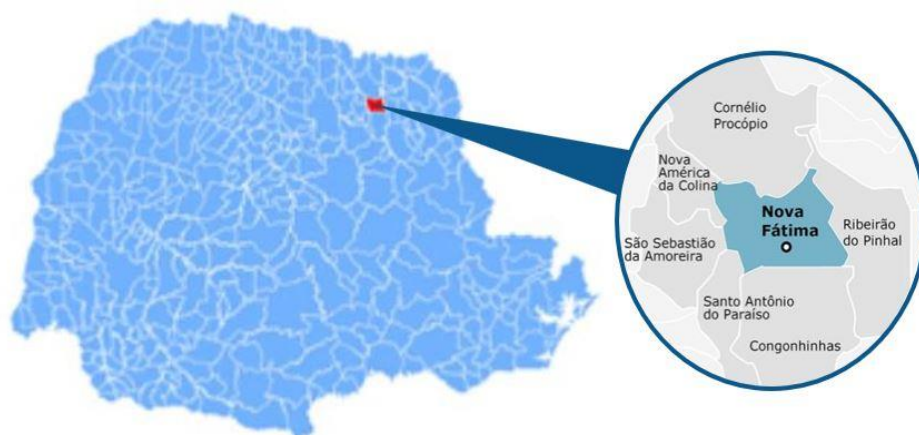 Cornélio
Procópio
Nova
América
da Colina
Nova
Fátima
Ribeirão
do Pinhal
São Sebastião
da Amoreira
Santo Antônio
do Paraíso
Congonhinhas